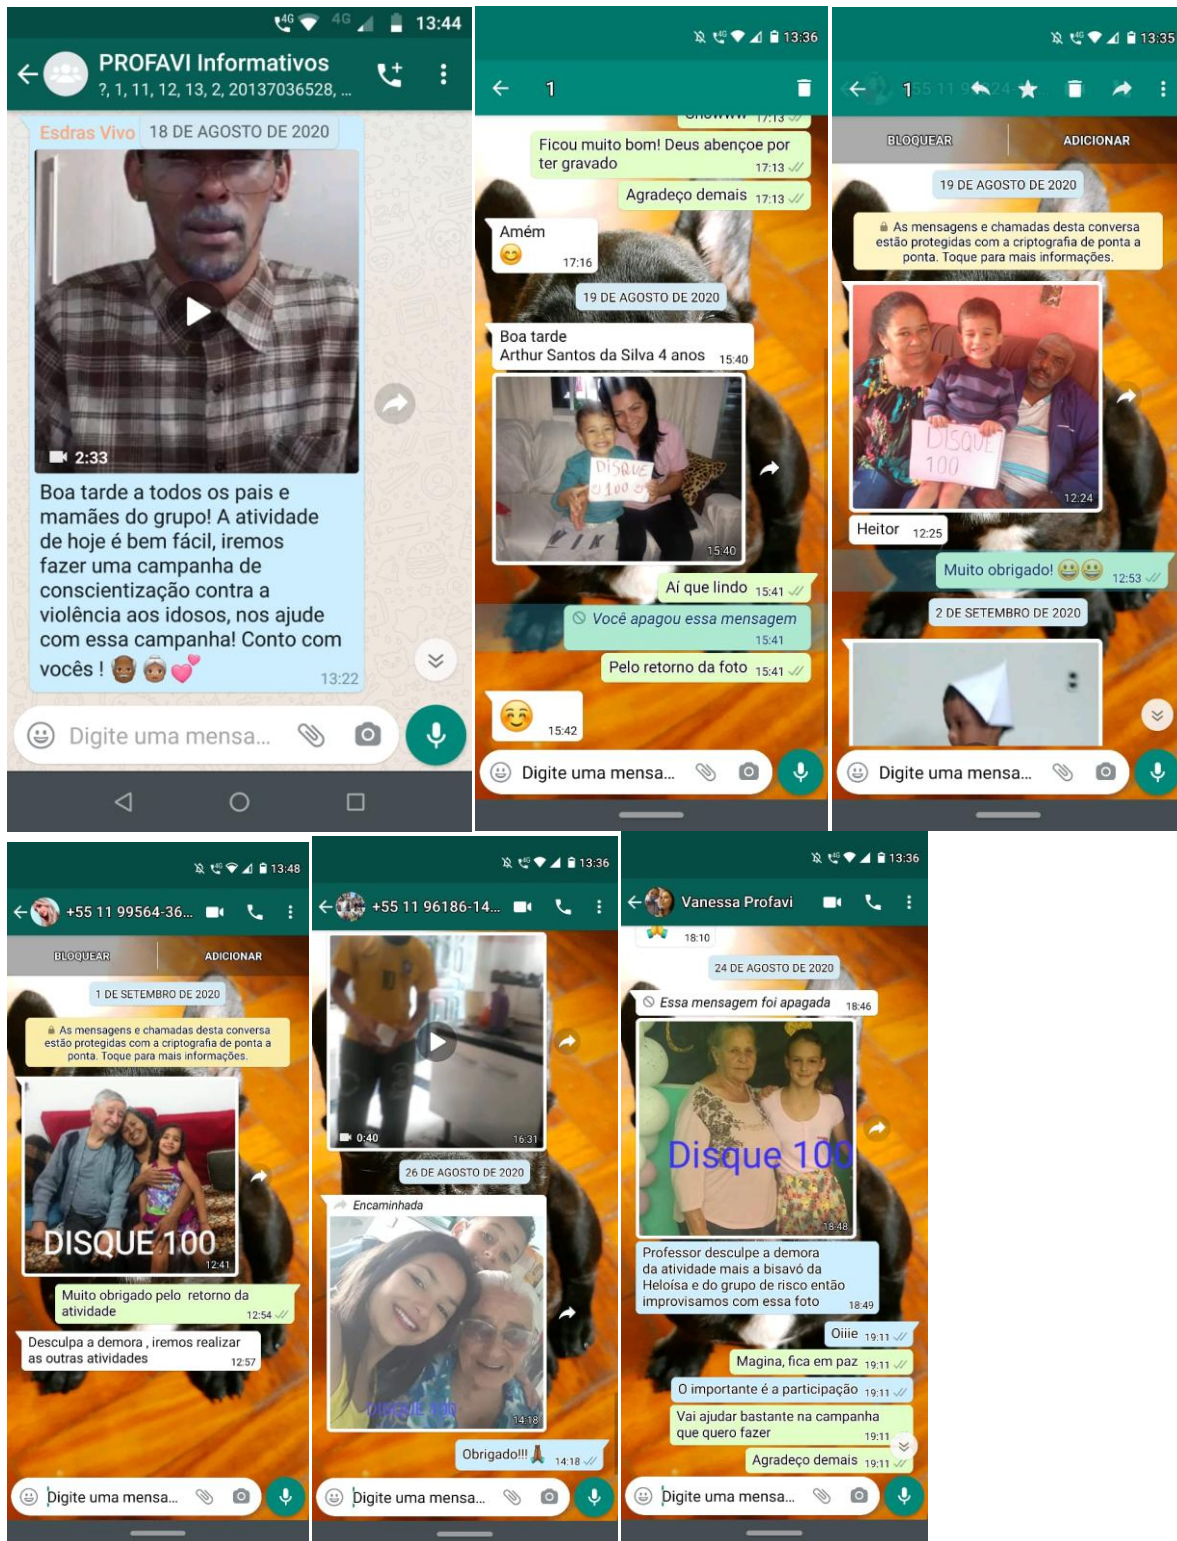 4G 4G 13:44
PROFAVI Informativos
?, 1, 11, 12, 13, 2, 20137036528, ...
Esdras Vivo
18 DE AGOSTO DE 2020
2:33
Boa tarde a todos os pais e
mamães do grupo! A atividade
de hoje é bem fácil, iremos
fazer uma campanha de
conscientização contra a
violência aos idosos, nos ajude
com essa campanha! Conto com
vocês ! 👴🏾👵🏽💕
13:22
Digite uma mensa...
4G 13:36
1
17:13
Ficou muito bom! Deus abençoe por
ter gravado
17:13
Agradeço demais 17:13
Amém
😊 17:16
19 DE AGOSTO DE 2020
Boa tarde
Arthur Santos da Silva 4 anos 15:40
DISQUE
100
15:40
Aí que lindo 15:41
Você apagou essa mensagem
15:41
Pelo retorno da foto 15:41
☺️ 15:42
Digite uma mensa...
4G 13:35
1
BLOQUEAR ADICIONAR
19 DE AGOSTO DE 2020
As mensagens e chamadas desta conversa
estão protegidas com a criptografia de ponta a
ponta. Toque para mais informações.
DISQUE
100
12:24
Heitor 12:25
Muito obrigado! 😀😀 12:53
2 DE SETEMBRO DE 2020
Digite uma mensa...
4G 13:48
+55 11 99564-36...
BLOQUEAR ADICIONAR
1 DE SETEMBRO DE 2020
As mensagens e chamadas desta conversa
estão protegidas com a criptografia de ponta a
ponta. Toque para mais informações.
DISQUE 100
12:41
Muito obrigado pelo retorno da
atividade 12:54
Desculpa a demora , iremos realizar
as outras atividades 12:57
Digite uma mensa...
4G 13:36
+55 11 96186-14...
0:40 16:31
26 DE AGOSTO DE 2020
Encaminhada
DISQUE 100
14:18
Obrigado!!! 🙏🏾 14:18
Digite uma mensa...
4G 13:36
Vanessa Profavi
🙏 18:10
24 DE AGOSTO DE 2020
Essa mensagem foi apagada 18:46
Disque 100
18:48
Professor desculpe a demora
da atividade mais a bisavó da
Heloísa e do grupo de risco então
improvisamos com essa foto 18:49
Oiiie 19:11
Magina, fica em paz 19:11
O importante é a participação 19:11
Vai ajudar bastante na campanha
que quero fazer 19:11
Agradeço demais 19:11
Digite uma mensa...